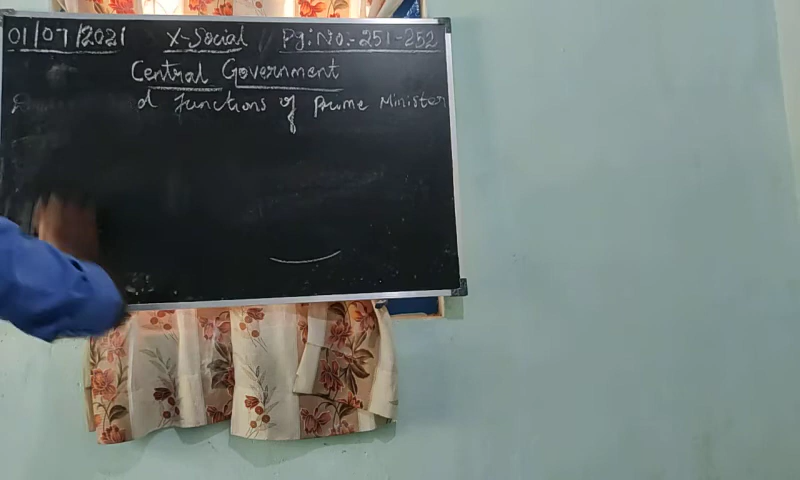 01/07/2021 X-Social Pg:No:-251-252
Central Government
d functions of Prime Minister